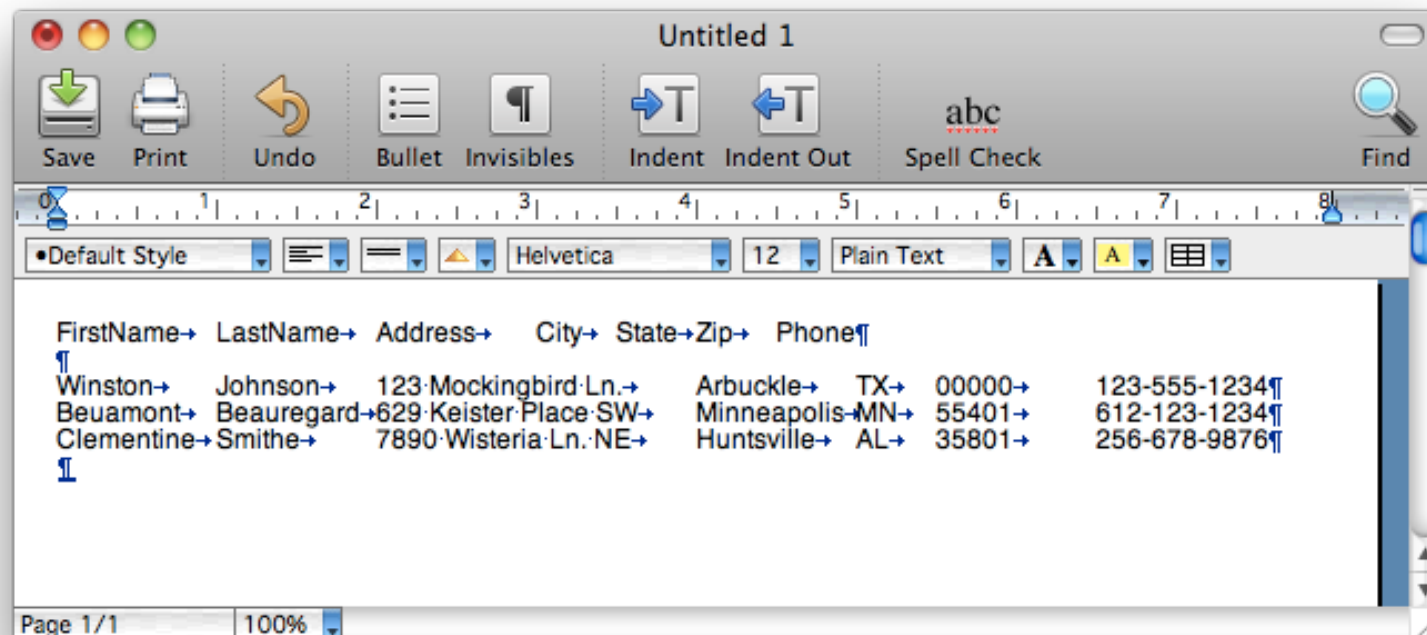 Untitled 1
Save Print Undo Bullet Invisibles Indent Indent Out abc Spell Check Find
0 1 2 3 4 5 6 7 8
•Default Style Helvetica 12 Plain Text A A
FirstName→ LastName→ Address→ City→ State→Zip→ Phone¶
¶
Winston→ Johnson→ 123·Mockingbird·Ln.→ Arbuckle→ TX→ 00000→ 123-555-1234¶
Beuamont→ Beauregard→629·Keister·Place·SW→ Minneapolis→MN→ 55401→ 612-123-1234¶
Clementine→Smithe→ 7890·Wisteria·Ln.·NE→ Huntsville→ AL→ 35801→ 256-678-9876¶
¶
Page 1/1 100%